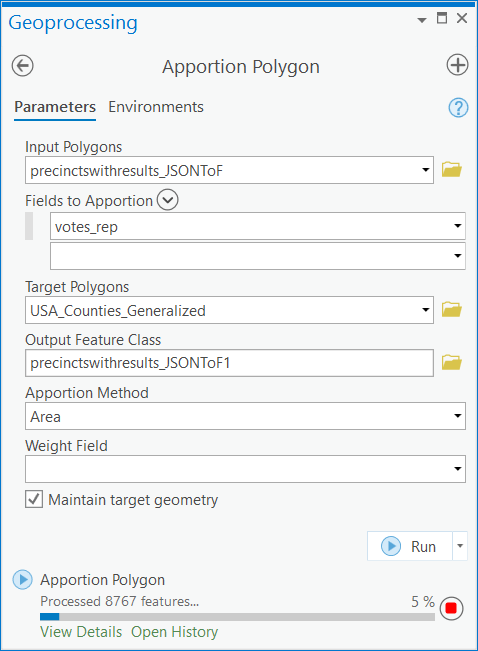 Geoprocessing
Apportion Polygon
Parameters Environments
?
Input Polygons
precinctswithresults_JSONToF
Fields to Apportion
votes_rep
Target Polygons
USA_Counties_Generalized
Output Feature Class
precinctswithresults_JSONToF1
Apportion Method
Area
Weight Field
Maintain target geometry
Run
Apportion Polygon
Processed 8767 features... 5 %
View Details Open History